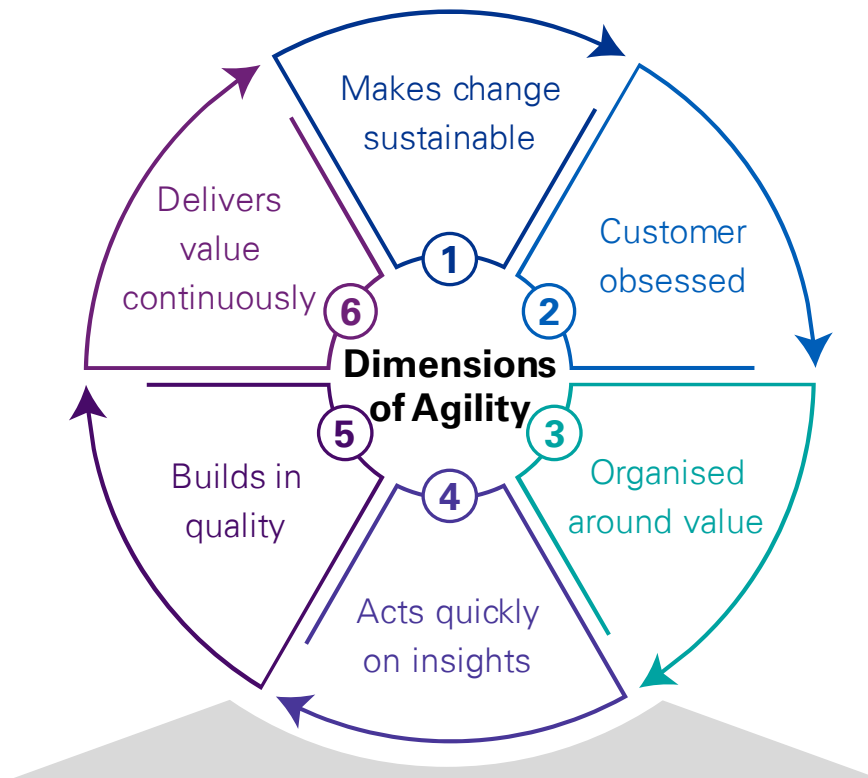 Makes change
sustainable
1
Customer
obsessed
2
Organised
around value
3
Acts quickly
on insights
4
Builds in
quality
5
Delivers
value
continuously
6
Dimensions
of Agility